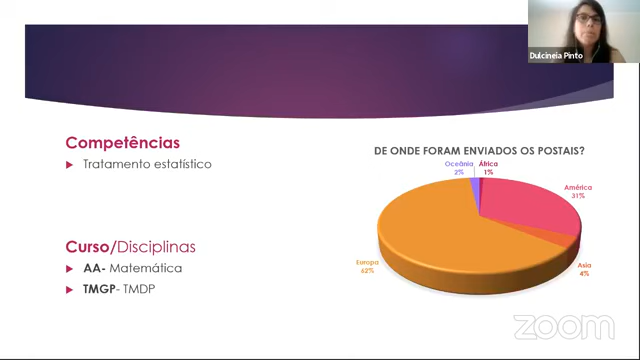 Dulcineia Pinto
Competências
Tratamento estatístico
Curso/Disciplinas
AA- Matemática
TMGP- TMDP
DE ONDE FORAM ENVIADOS OS POSTAIS?
Oceânia
2%
África
1%
América
31%
Asia
4%
Europa
62%
zoom